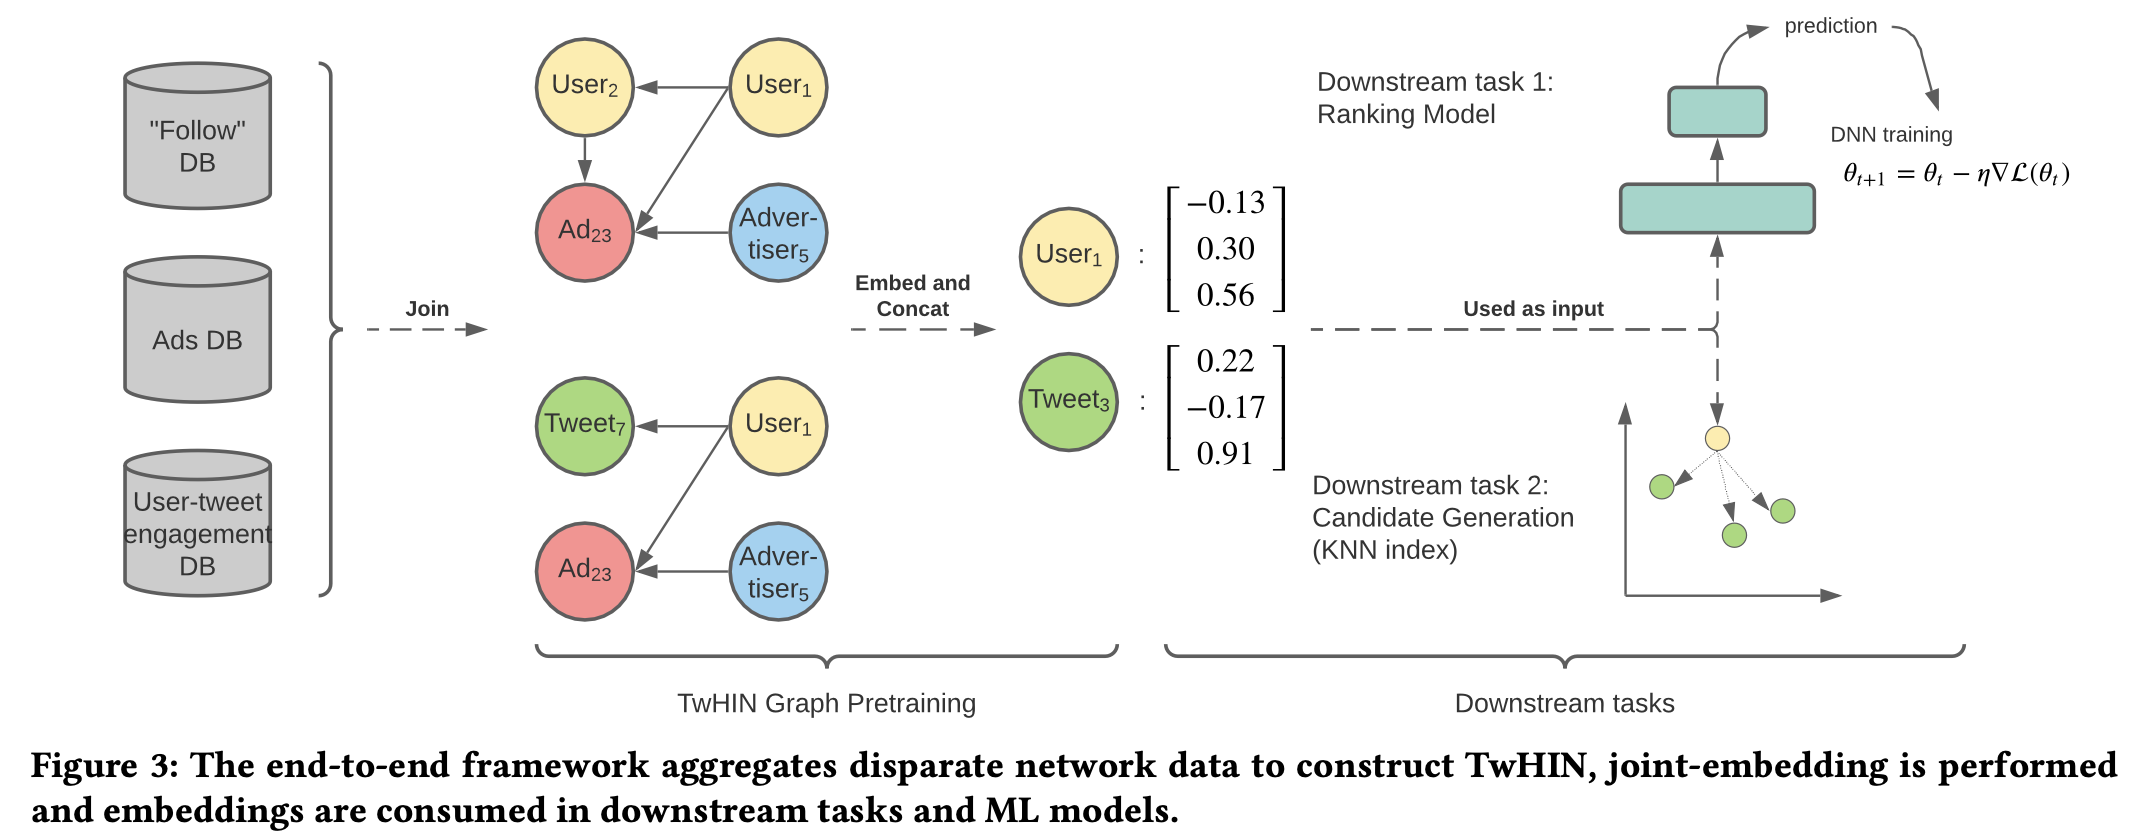 "Follow"
DB
Ads DB
User-tweet
engagement
DB
Join
User₂
User₁
Ad₂₃
Adver-
tiser₅
Tweet₇
User₁
Ad₂₃
Adver-
tiser₅
Embed and
Concat
User₁ :
−0.13
0.30
0.56
Tweet₃ :
0.22
−0.17
0.91
TwHIN Graph Pretraining
Downstream task 1:
Ranking Model
prediction
DNN training
θₜ₊₁ = θₜ − η∇ℒ(θₜ)
Used as input
Downstream task 2:
Candidate Generation
(KNN index)
Downstream tasks
Figure 3: The end-to-end framework aggregates disparate network data to construct TwHIN, joint-embedding is performed
and embeddings are consumed in downstream tasks and ML models.